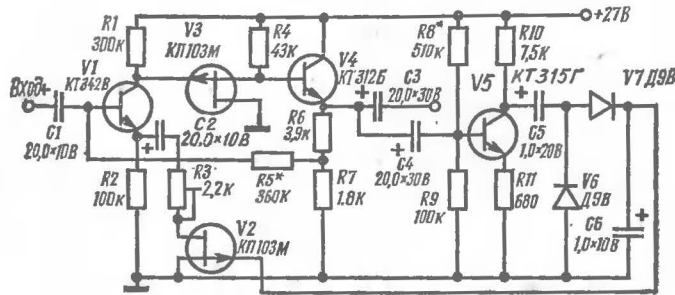 R1
300К
V3
КП103М
R4
43К
V4
КТ312Б
R8*
510К
R10
7,5К
+27В
V1
КТ342В
Вход
+
C1
20,0×10В
C2
20,0×10В
+
R6
3,9К
+
C3
20,0×30В
V5
КТ315Г
V7 Д9В
+
C5
1,0×20В
R2
100К
R3
2,2К
R5*
360К
R7
1,8К
+
C4
20,0×30В
R9
100К
R11
680
V6
Д9В
+
C6
1,0×10В
V2
КП103М